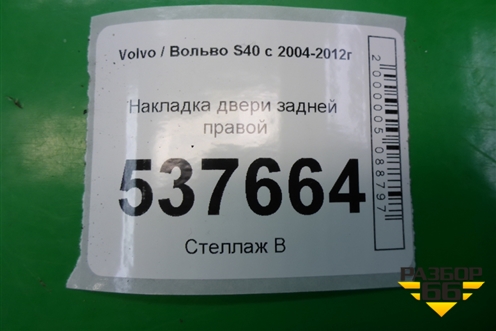 Volvo / Вольво S40 с 2004-2012г
Накладка двери задней
правой
537664
Стеллаж В
2000005088797
РАЗБОР
66